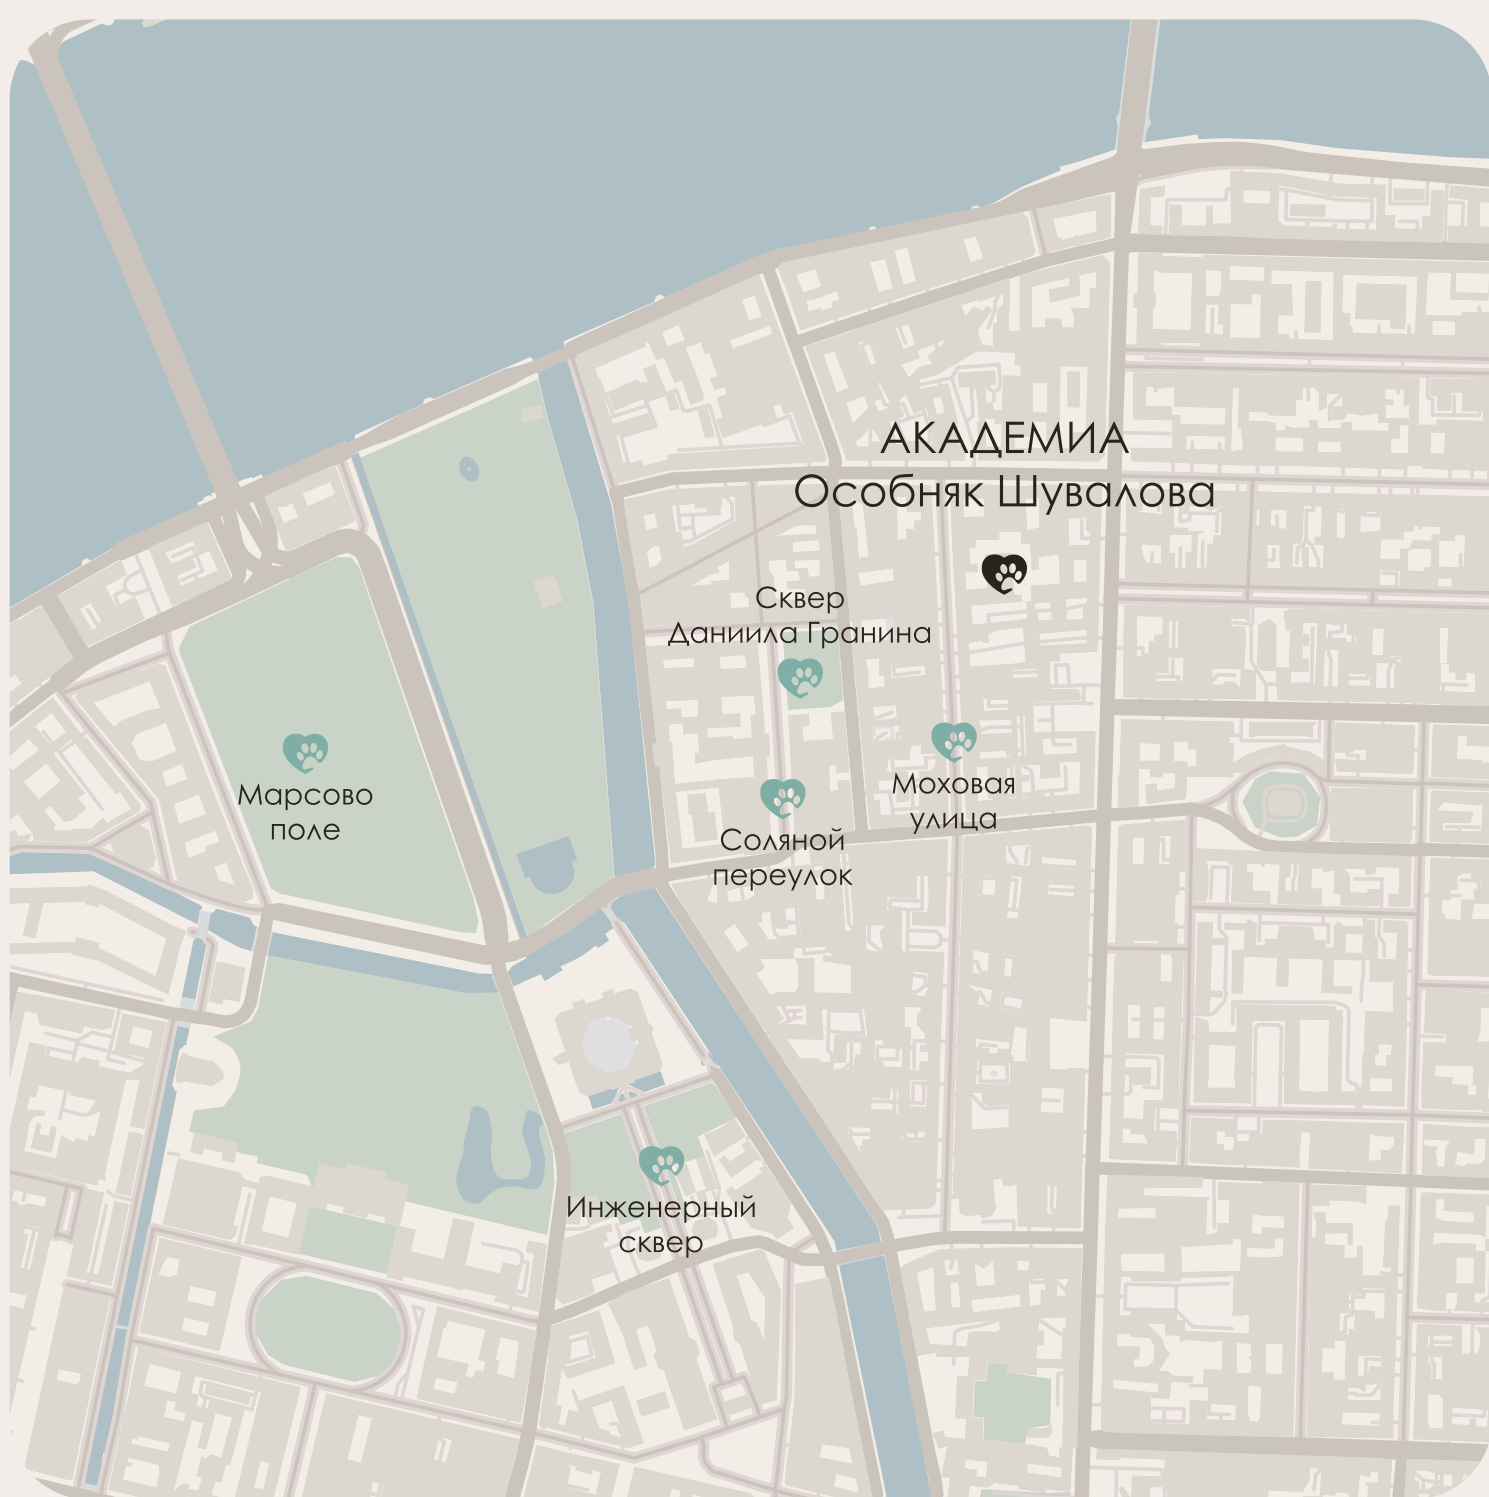 АКАДЕМИА
Особняк Шувалова
Сквер
Даниила Гранина
Марсово
поле
Моховая
улица
Соляной
переулок
Инженерный
сквер